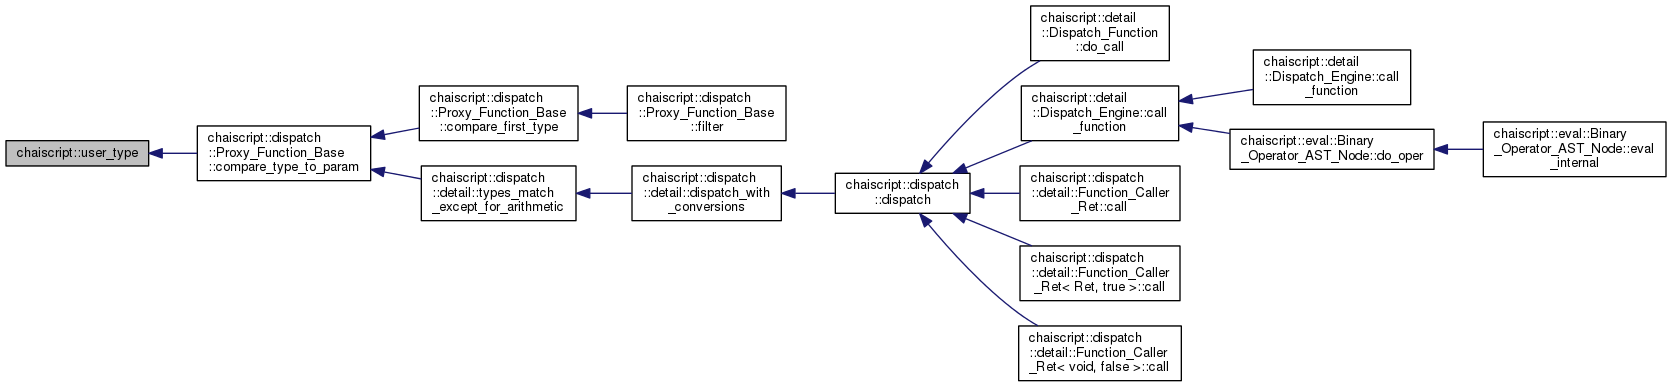 chaiscript::user_type
chaiscript::dispatch
::Proxy_Function_Base
::compare_type_to_param
chaiscript::dispatch
::Proxy_Function_Base
::compare_first_type
chaiscript::dispatch
::Proxy_Function_Base
::filter
chaiscript::dispatch
::detail::types_match
_except_for_arithmetic
chaiscript::dispatch
::detail::dispatch_with
_conversions
chaiscript::dispatch
::dispatch
chaiscript::detail
::Dispatch_Function
::do_call
chaiscript::detail
::Dispatch_Engine::call
_function
chaiscript::detail
::Dispatch_Engine::call
_function
chaiscript::eval::Binary
_Operator_AST_Node::do_oper
chaiscript::eval::Binary
_Operator_AST_Node::eval
_internal
chaiscript::dispatch
::detail::Function_Caller
_Ret::call
chaiscript::dispatch
::detail::Function_Caller
_Ret< Ret, true >::call
chaiscript::dispatch
::detail::Function_Caller
_Ret< void, false >::call